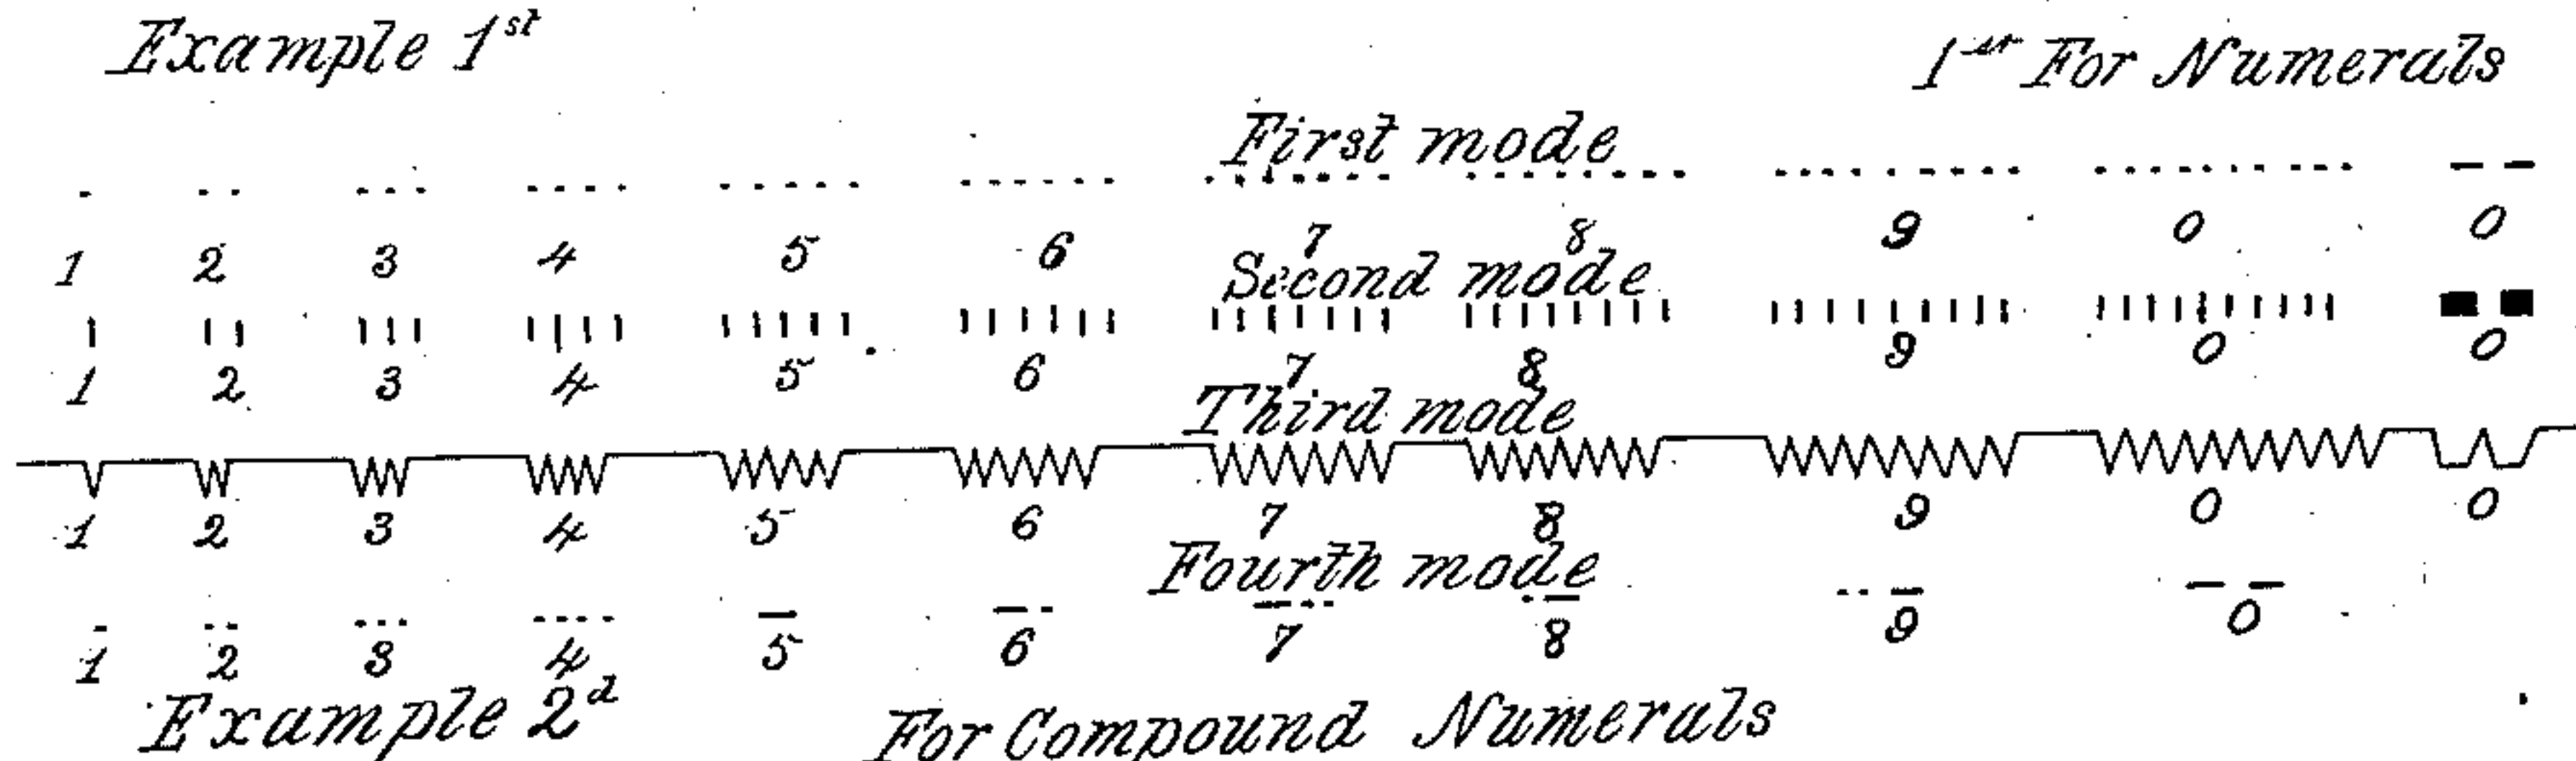 Example 1st
1st For Numerals
First mode
1 2 3 4 5 6 7 8 9 0 0
Second mode
1 2 3 4 5 6 7 8 9 0 0
Third mode
1 2 3 4 5 6 7 8 9 0 0
Fourth mode
1 2 3 4 5 6 7 8 9 0
Example 2d For Compound Numerals